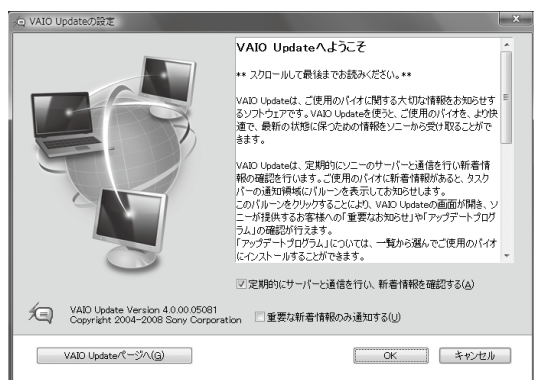 VAIO Updateの設定
VAIO Updateへようこそ
** スクロールして最後までお読みください。**
VAIO Updateは、ご使用のバイオに関する大切な情報をお知らせす
るソフトウェアです。VAIO Updateを使うと、ご使用のバイオを、より快
適で、最新の状態に保つための情報をソニーから受け取ることがで
きます。
VAIO Updateは、定期的にソニーのサーバーと通信を行い新着情
報の確認を行います。ご使用のバイオに新着情報があると、タスク
バーの通知領域にバルーンを表示してお知らせします。
このバルーンをクリックすることにより、VAIO Updateの画面が開き、ソ
ニーが提供するお客様への「重要なお知らせ」や「アップデートプログ
ラム」の確認が行えます。
「アップデートプログラム」については、一覧から選んでご使用のバイオ
にインストールすることができます。
定期的にサーバーと通信を行い、新着情報を確認する(A)
VAIO Update Version 4.0.00.05081
Copyright 2004-2008 Sony Corporation
重要な新着情報のみ通知する(U)
VAIO Updateページへ(G)
OK
キャンセル